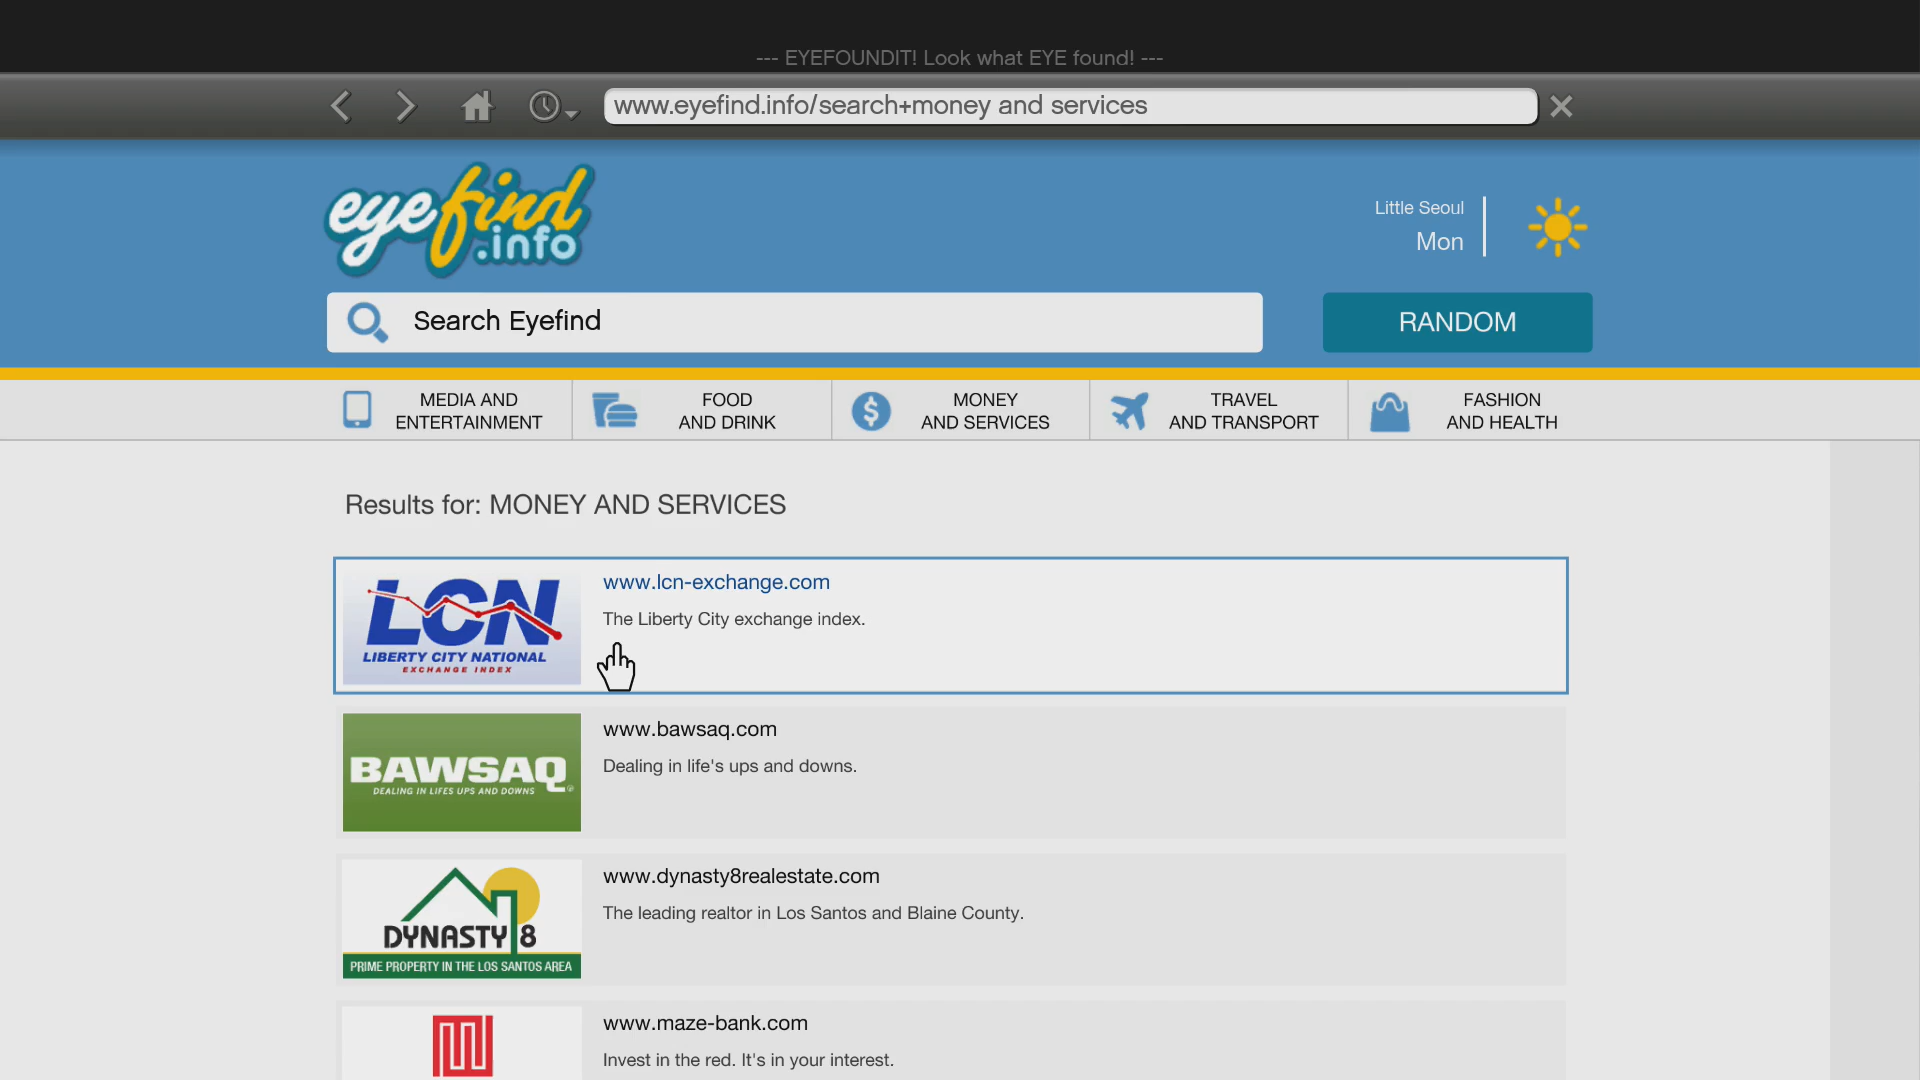 --- EYEFOUNDIT! Look what EYE found! ---
www.eyefind.info/search+money and services
eyefind
.info
Little Seoul
Mon
Search Eyefind
RANDOM
MEDIA AND
ENTERTAINMENT
FOOD
AND DRINK
MONEY
AND SERVICES
TRAVEL
AND TRANSPORT
FASHION
AND HEALTH
Results for: MONEY AND SERVICES
LCN
LIBERTY CITY NATIONAL
EXCHANGE INDEX
www.lcn-exchange.com
The Liberty City exchange index.
BAWSAQ
DEALING IN LIFES UPS AND DOWNS
www.bawsaq.com
Dealing in life's ups and downs.
DYNASTY 8
PRIME PROPERTY IN THE LOS SANTOS AREA
www.dynasty8realestate.com
The leading realtor in Los Santos and Blaine County.
www.maze-bank.com
Invest in the red. It's in your interest.